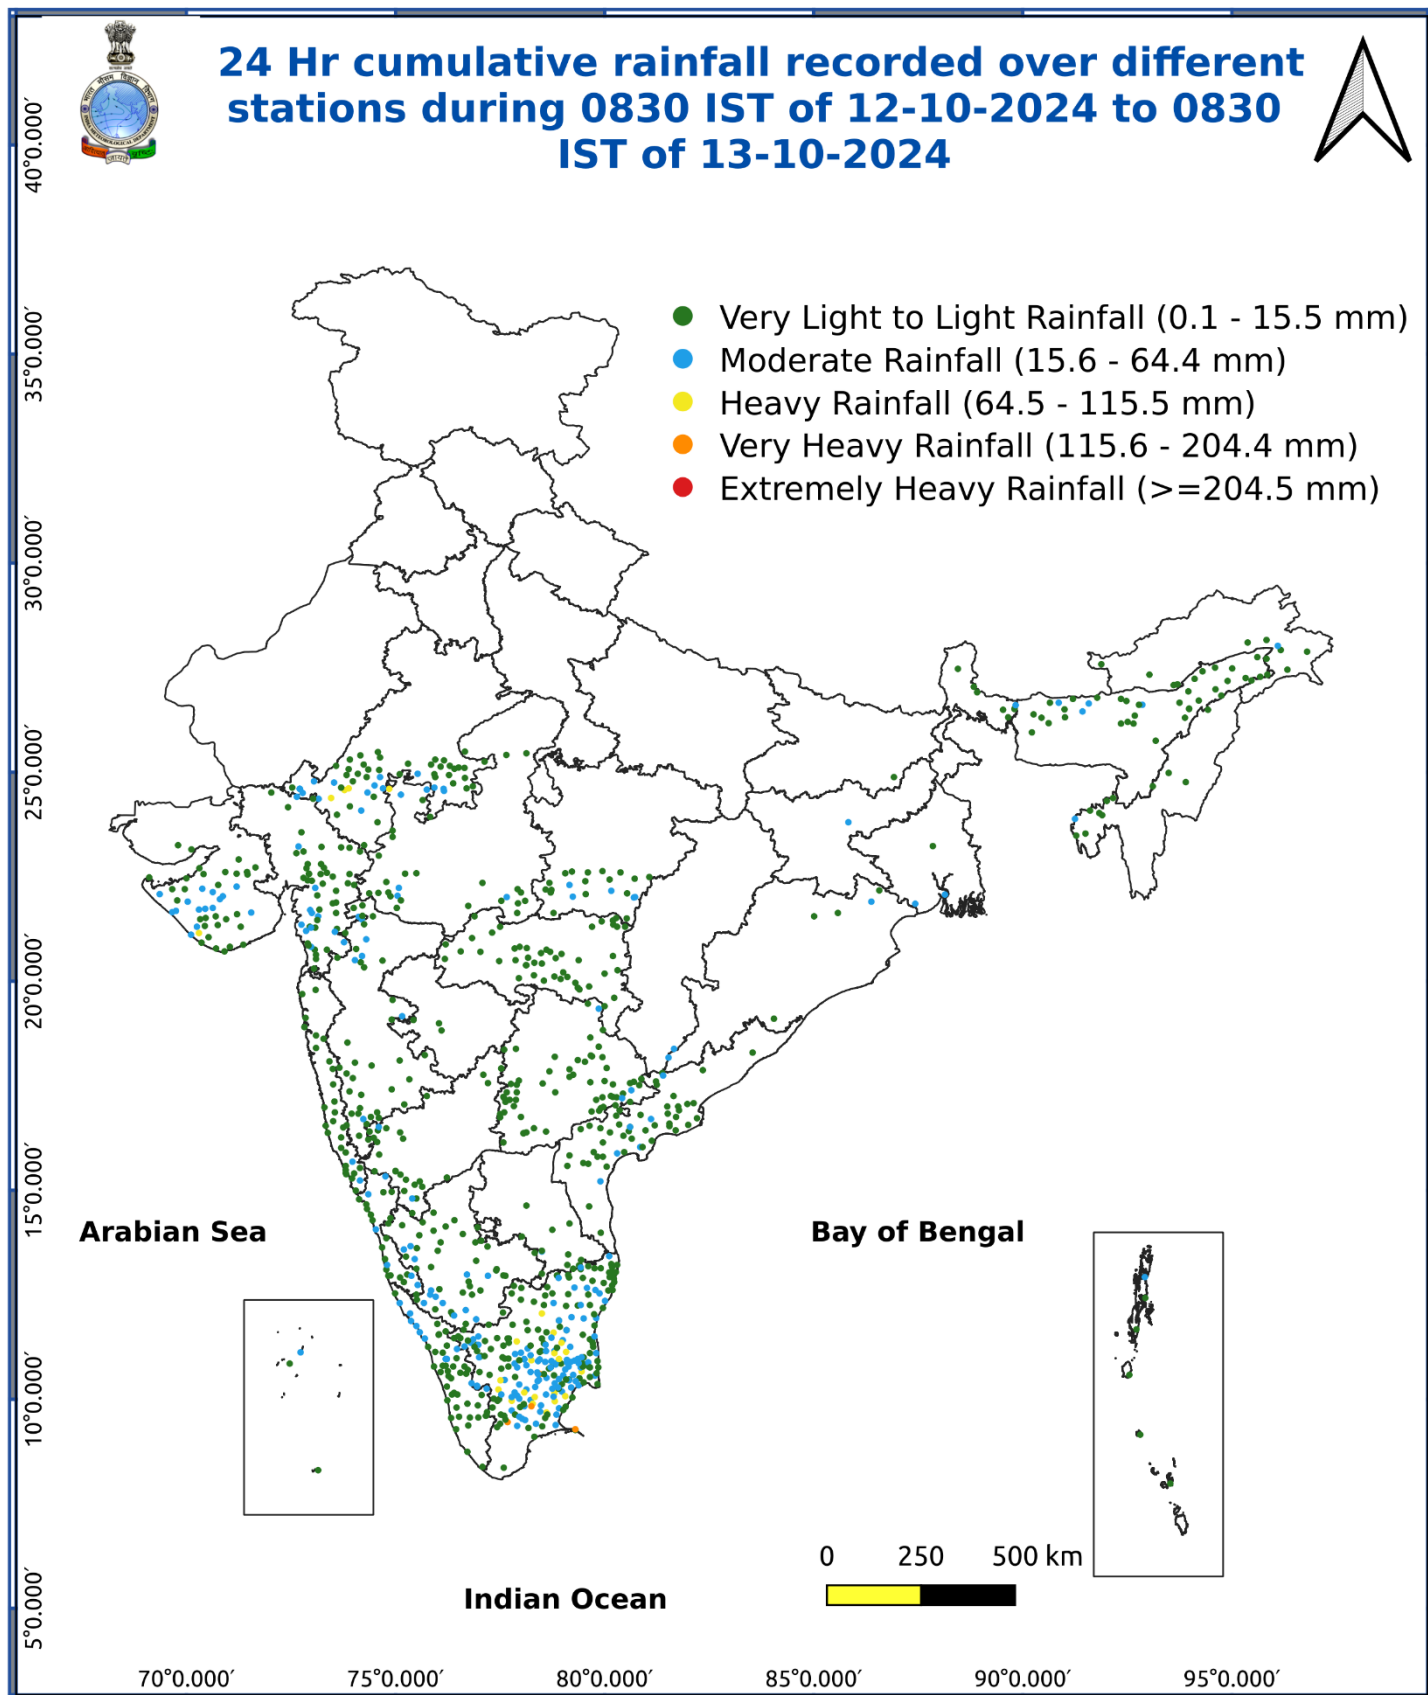 24 Hr cumulative rainfall recorded over different
stations during 0830 IST of 12-10-2024 to 0830
IST of 13-10-2024
Very Light to Light Rainfall (0.1 - 15.5 mm)
Moderate Rainfall (15.6 - 64.4 mm)
Heavy Rainfall (64.5 - 115.5 mm)
Very Heavy Rainfall (115.6 - 204.4 mm)
Extremely Heavy Rainfall (>=204.5 mm)
40°0.000′
35°0.000′
30°0.000′
25°0.000′
20°0.000′
15°0.000′
10°0.000′
5°0.000′
Arabian Sea
Bay of Bengal
Indian Ocean
0 250 500 km
70°0.000′ 75°0.000′ 80°0.000′ 85°0.000′ 90°0.000′ 95°0.000′